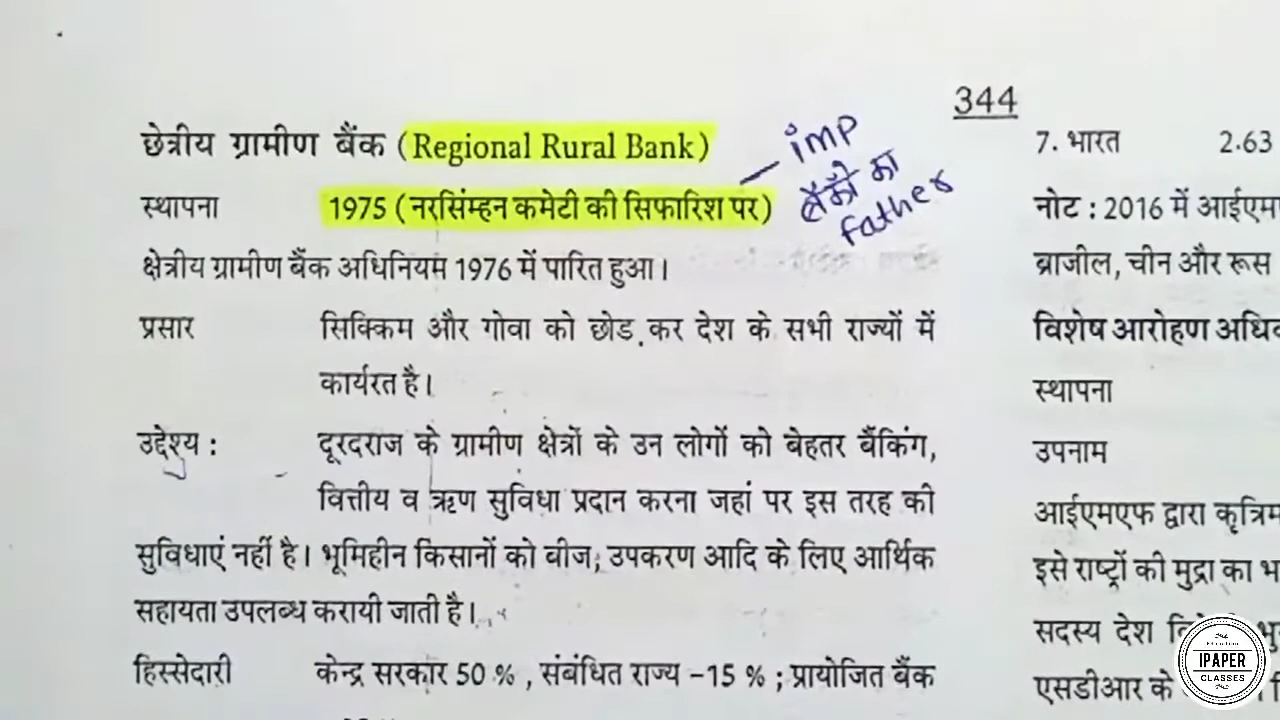 344
छेत्रीय ग्रामीण बैंक (Regional Rural Bank)
imp
बैंकों का
father
स्थापना 1975 (नरसिंम्हन कमेटी की सिफारिश पर)
क्षेत्रीय ग्रामीण बैंक अधिनियम 1976 में पारित हुआ।
प्रसार सिक्किम और गोवा को छोड़ कर देश के सभी राज्यों में
कार्यरत है।
उद्देश्य : दूरदराज के ग्रामीण क्षेत्रों के उन लोगों को बेहतर बैंकिंग,
वित्तीय व ऋण सुविधा प्रदान करना जहां पर इस तरह की
सुविधाएं नहीं है। भूमिहीन किसानों को बीज; उपकरण आदि के लिए आर्थिक
सहायता उपलब्ध करायी जाती है।
हिस्सेदारी केन्द्र सरकार 50 % , संबंधित राज्य –15 % ; प्रायोजित बैंक
7. भारत 2.63
नोट : 2016 में आईएम
ब्राजील, चीन और रूस
विशेष आरोहण
स्थापना
उपनाम
आईएमएफ द्वारा कृत्रिम
इसे राष्ट्रों की मुद्रा का
सदस्य देश
एसडीआर के
IPAPER
CLASSES